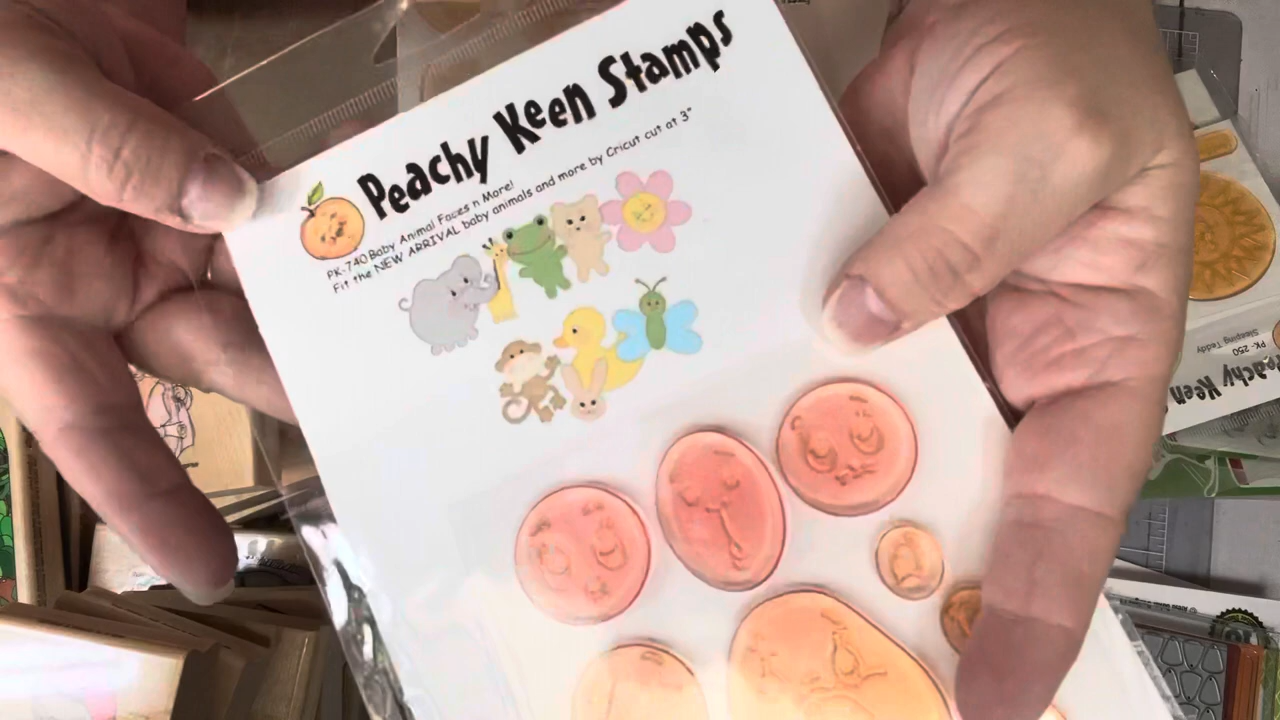 Peachy Keen Stamps
PK-740 Baby Animal Faces n More!
Fit the NEW ARRIVAL baby animals and more by Cricut cut at 3"
Peachy Keen
PK-250
Sleeping Teddy